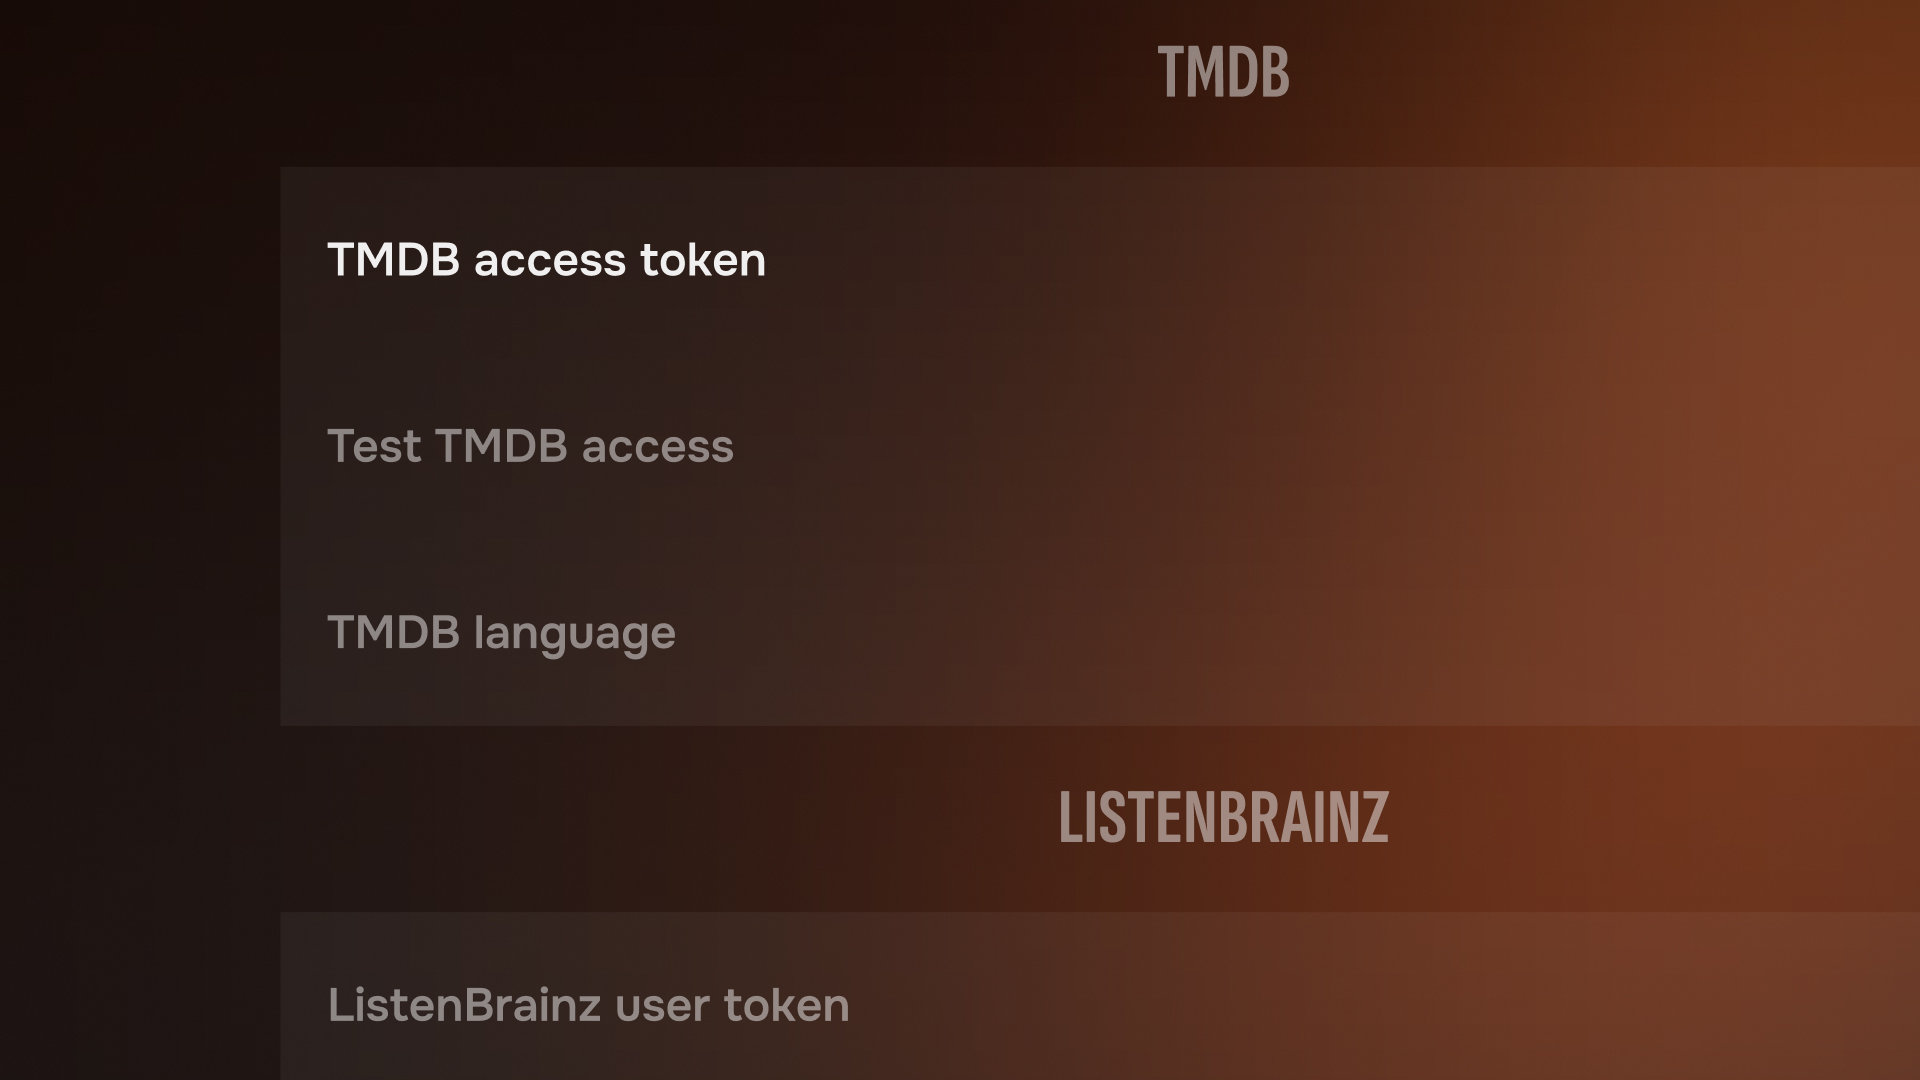 TMDB
TMDB access token
Test TMDB access
TMDB language
LISTENBRAINZ
ListenBrainz user token